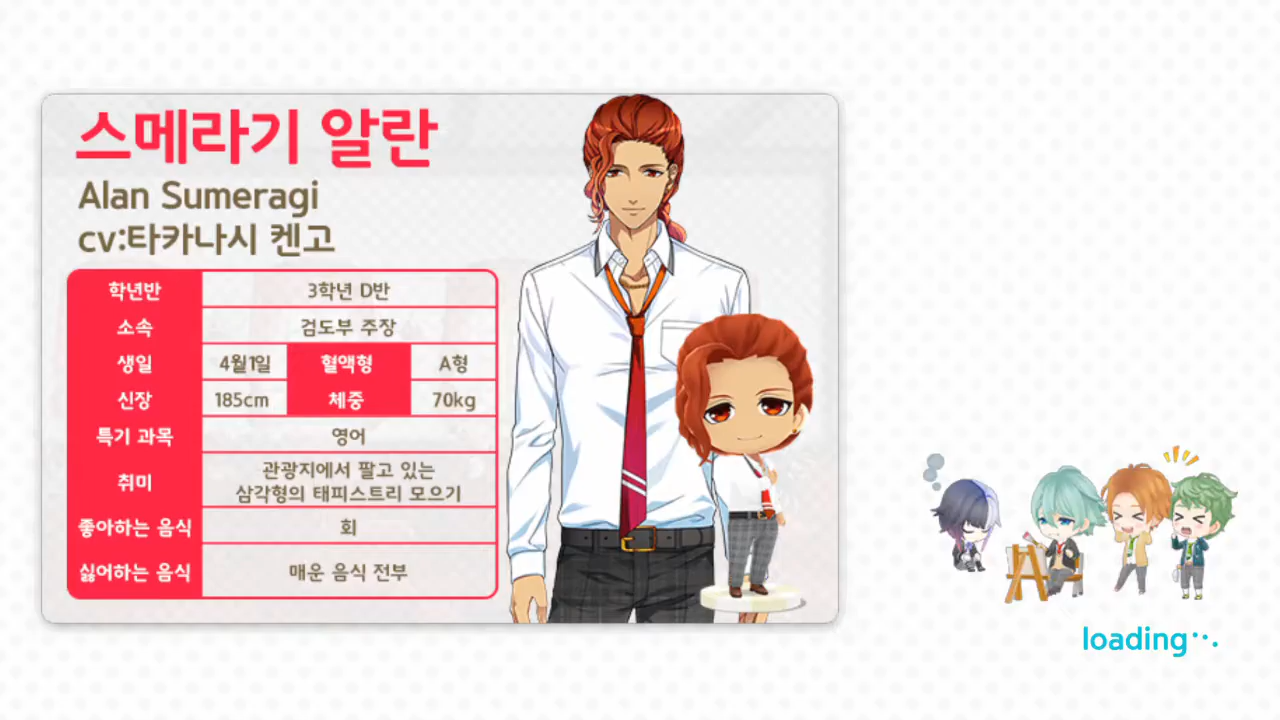 스메라기 알란
Alan Sumeragi
cv:타카나시 켄고
학년반 3학년 D반
소속 검도부 주장
생일 4월1일 혈액형 A형
신장 185cm 체중 70kg
특기 과목 영어
취미 관광지에서 팔고 있는
삼각형의 태피스트리 모으기
좋아하는 음식 회
싫어하는 음식 매운 음식 전부
loading···